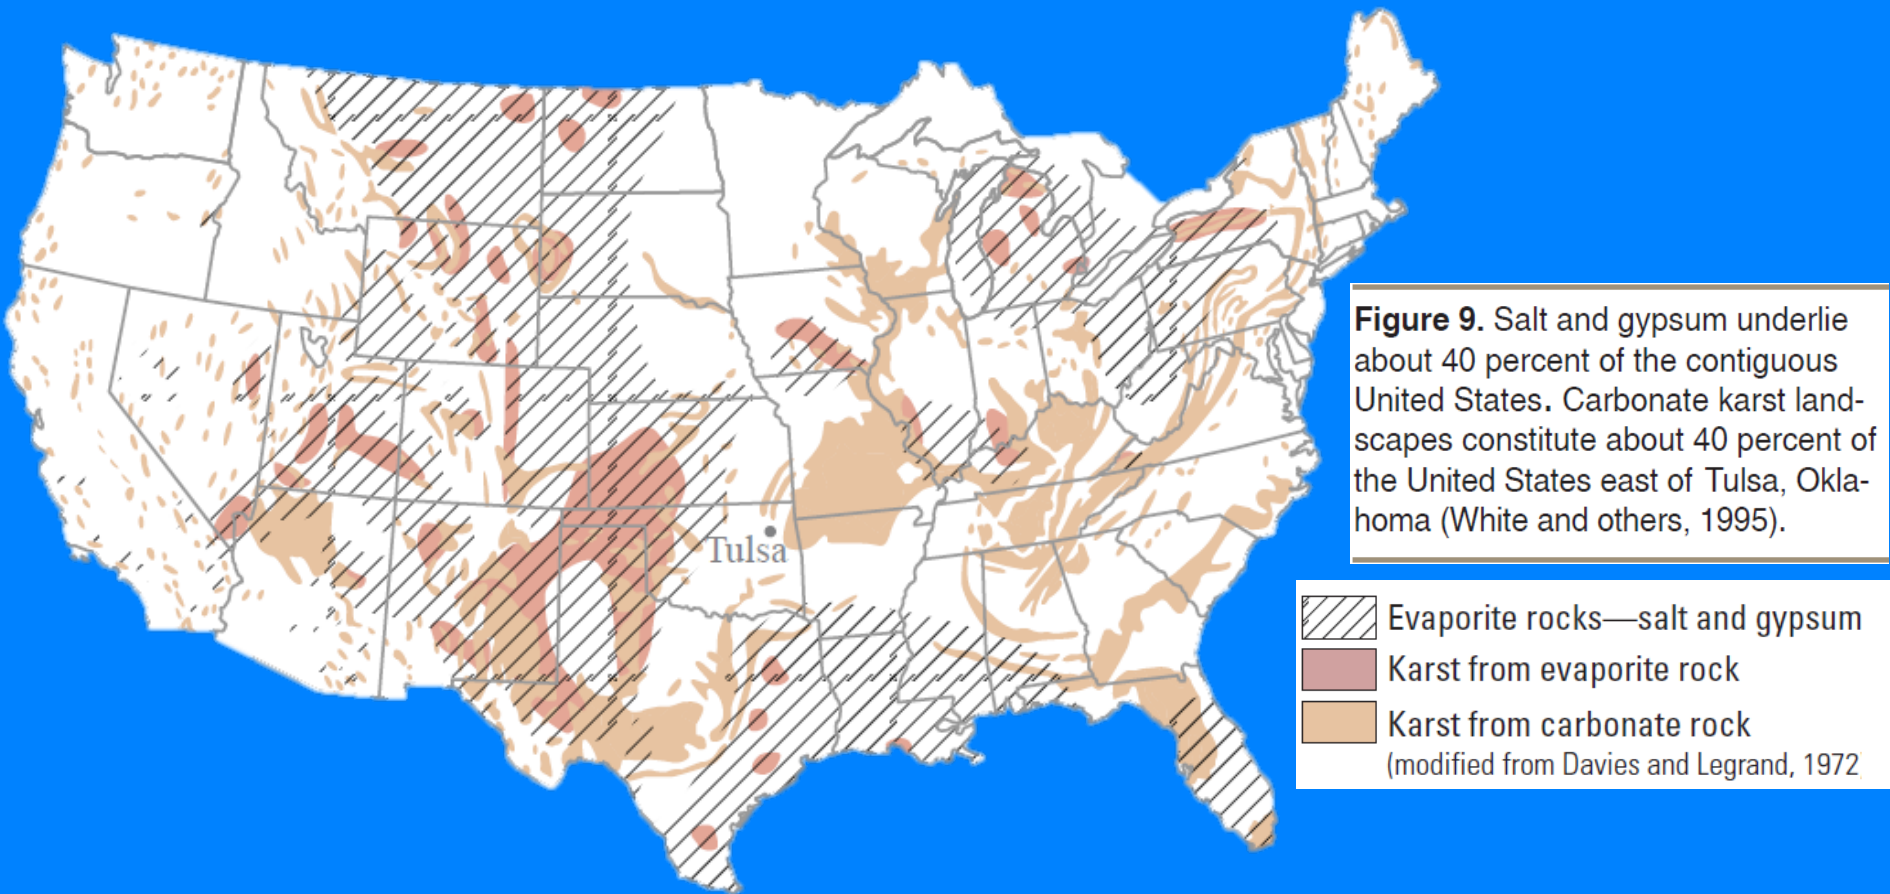 Tulsa
Figure 9. Salt and gypsum underlie
about 40 percent of the contiguous
United States. Carbonate karst land-
scapes constitute about 40 percent of
the United States east of Tulsa, Okla-
homa (White and others, 1995).
Evaporite rocks—salt and gypsum
Karst from evaporite rock
Karst from carbonate rock
(modified from Davies and Legrand, 1972